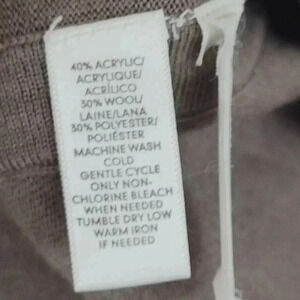 40% ACRYLIC/
ACRYLIQUE/
ACRÍLICO
30% WOOL/
LAINE/LANA
30% POLYESTER/
POLIÉSTER
MACHINE WASH
COLD
GENTLE CYCLE
ONLY NON-
CHLORINE BLEACH
WHEN NEEDED
TUMBLE DRY LOW
WARM IRON
IF NEEDED